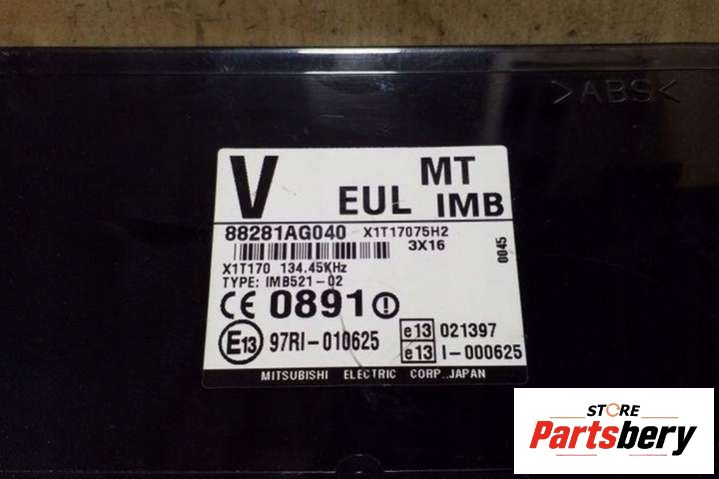 >ABS<
V EUL MT
IMB
88281AG040 X1T17075H2
3X16
0045
X1T170 134.45KHz
TYPE: IMB521-02
CE 0891
E13 97RI-010625
e13 021397
e13 I-000625
MITSUBISHI ELECTRIC CORP. JAPAN
STORE
Partsbery